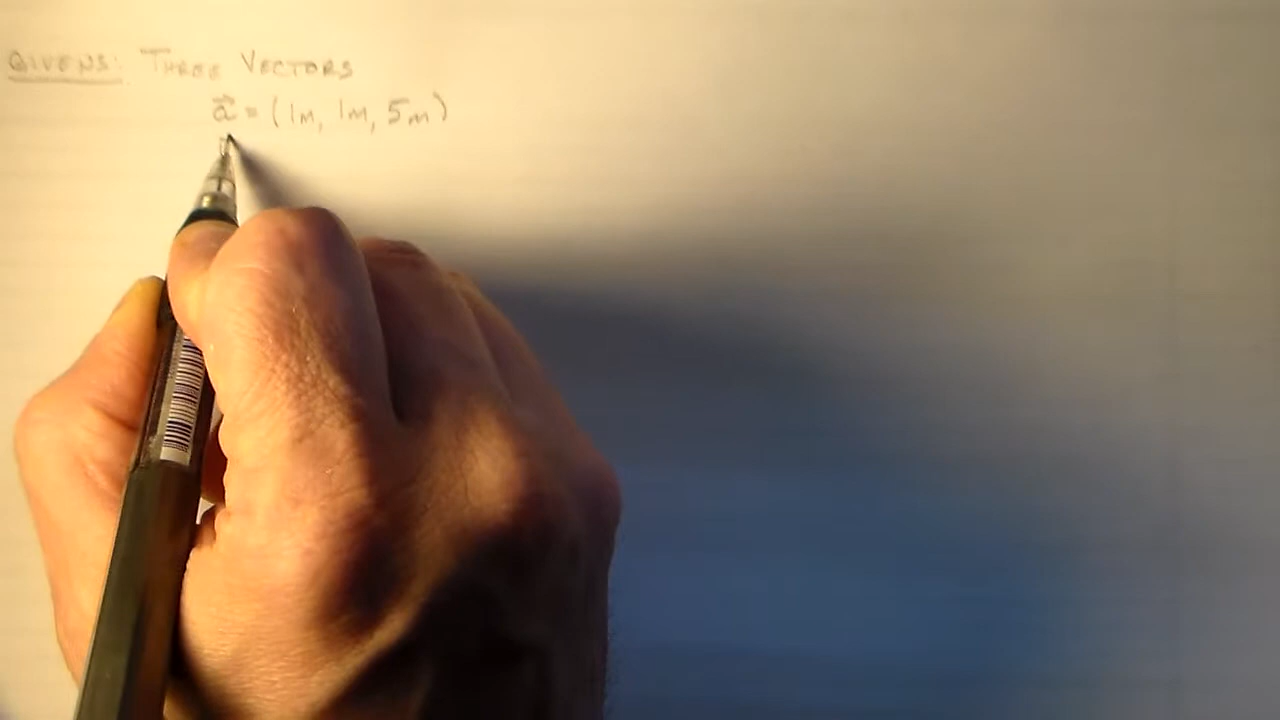 GIVENS: THREE VECTORS
a⃗ = (1m, 1m, 5m)